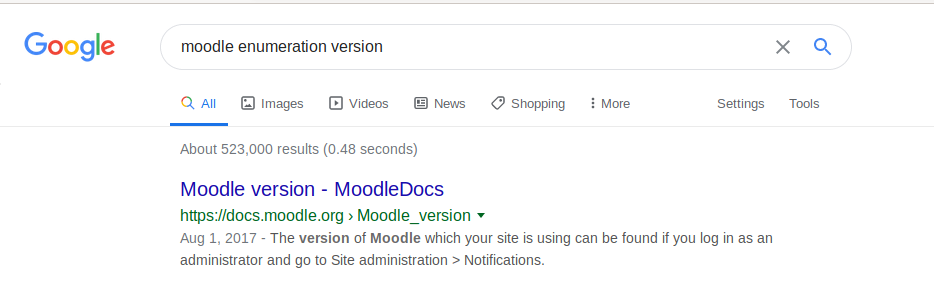 Google
moodle enumeration version
All Images Videos News Shopping More Settings Tools
About 523,000 results (0.48 seconds)
Moodle version - MoodleDocs
https://docs.moodle.org › Moodle_version
Aug 1, 2017 - The version of Moodle which your site is using can be found if you log in as an
administrator and go to Site administration > Notifications.